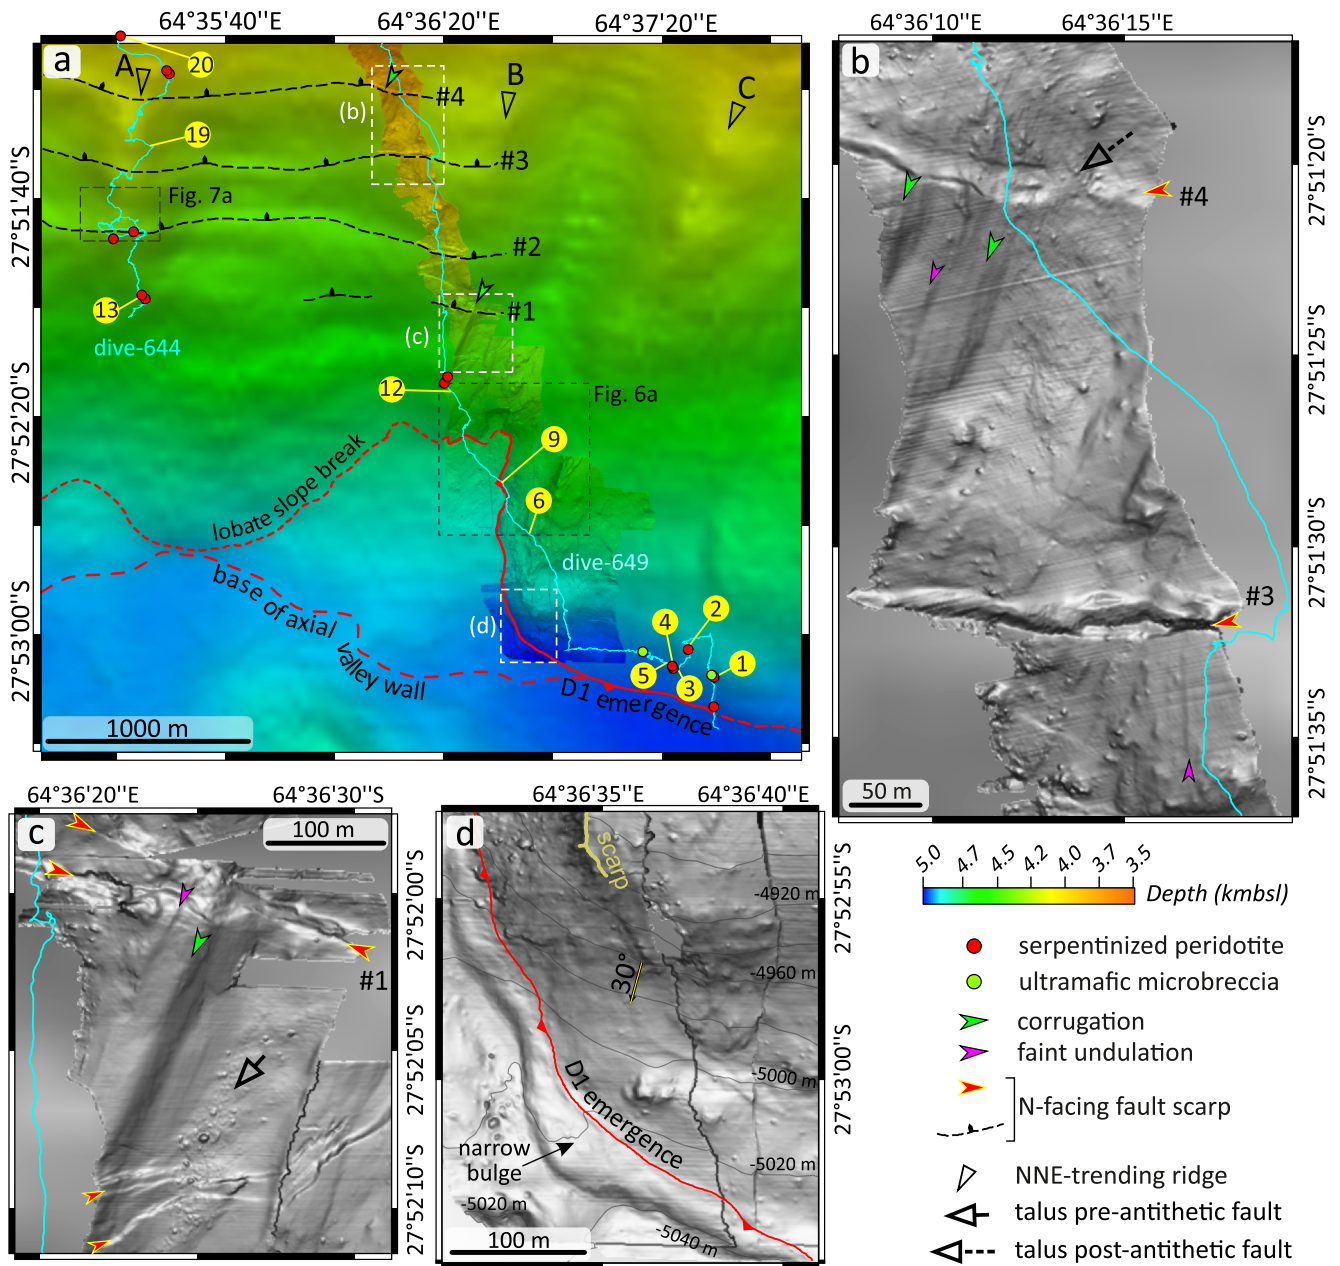 64°35'40"E
64°36'20"E
64°37'20"E
a
A
20
B
C
#4
(b)
19
#3
Fig. 7a
#2
13
#1
(c)
dive-644
12
Fig. 6a
9
lobate slope break
6
dive-649
base of axial
valley wall
(d)
2
4
1
5
3
D1 emergence
1000 m
27°51'40"S
27°52'20"S
27°53'00"S
64°36'10"E
64°36'15"E
b
#4
#3
50 m
27°51'20"S
27°51'25"S
27°51'30"S
27°51'35"S
64°36'20"E
64°36'30"S
c
100 m
#1
27°52'00"S
27°52'05"S
27°52'10"S
64°36'35"E
64°36'40"E
d
scarp
-4920 m
30°
-4960 m
-5000 m
D1 emergence
narrow
bulge
-5020 m
-5020 m
-5040 m
100 m
27°52'55"S
27°53'00"S
5.0
4.7
4.5
4.2
4.0
3.7
3.5
Depth (kmbsl)
serpentinized peridotite
ultramafic microbreccia
corrugation
faint undulation
N-facing fault scarp
NNE-trending ridge
talus pre-antithetic fault
talus post-antithetic fault